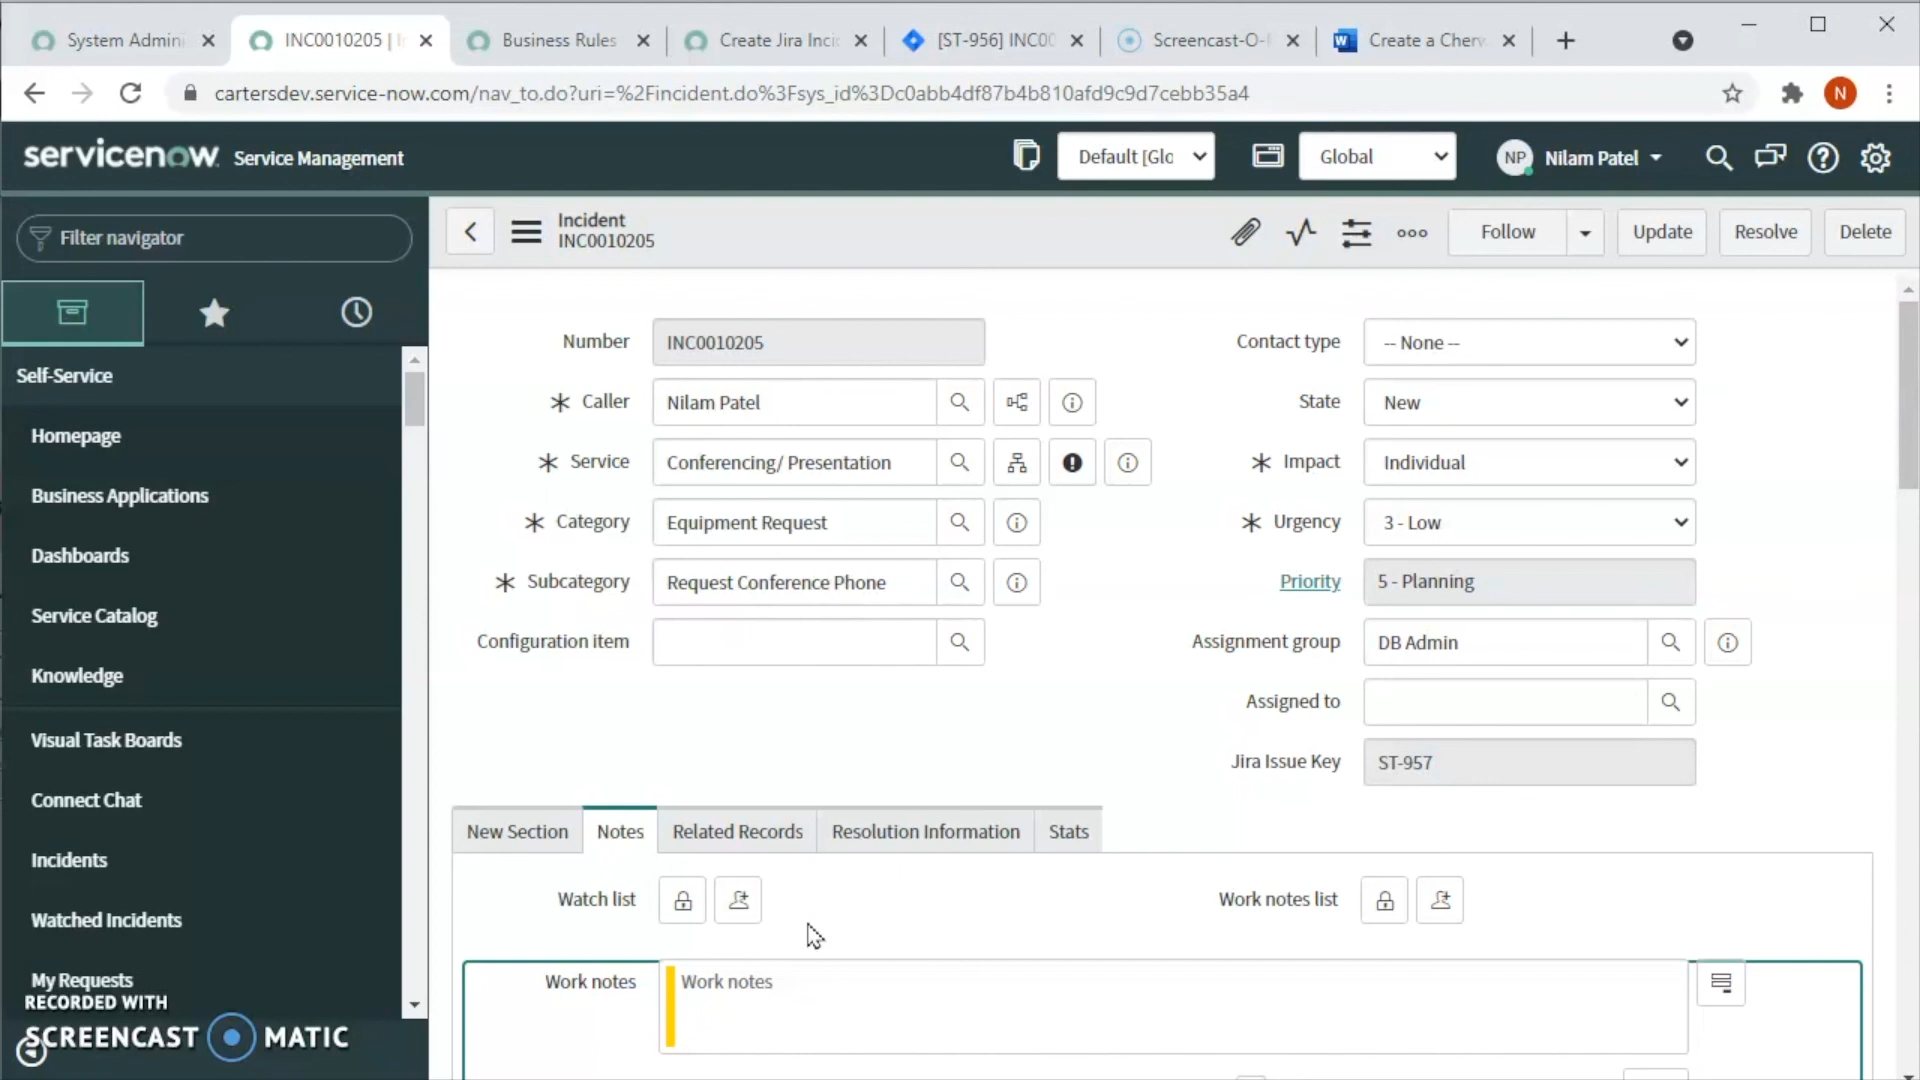 System Admini
INC0010205 | I
Business Rules
Create Jira Inci
[ST-956] INC00
Screencast-O-
Create a Cherw
cartersdev.service-now.com/nav_to.do?uri=%2Fincident.do%3Fsys_id%3Dc0abb4df87b4b810afd9c9d7cebb35a4
N
servicenow Service Management
Default [Glo
Global
NP
Nilam Patel
Filter navigator
Incident
INC0010205
Follow
Update
Resolve
Delete
Self-Service
Homepage
Business Applications
Dashboards
Service Catalog
Knowledge
Visual Task Boards
Connect Chat
Incidents
Watched Incidents
My Requests
Number INC0010205
Contact type -- None --
Caller Nilam Patel
State New
Service Conferencing/ Presentation
Impact Individual
Category Equipment Request
Urgency 3 - Low
Subcategory Request Conference Phone
Priority 5 - Planning
Configuration item
Assignment group DB Admin
Assigned to
Jira Issue Key ST-957
New Section
Notes
Related Records
Resolution Information
Stats
Watch list
Work notes list
Work notes
Work notes
RECORDED WITH
SCREENCAST MATIC